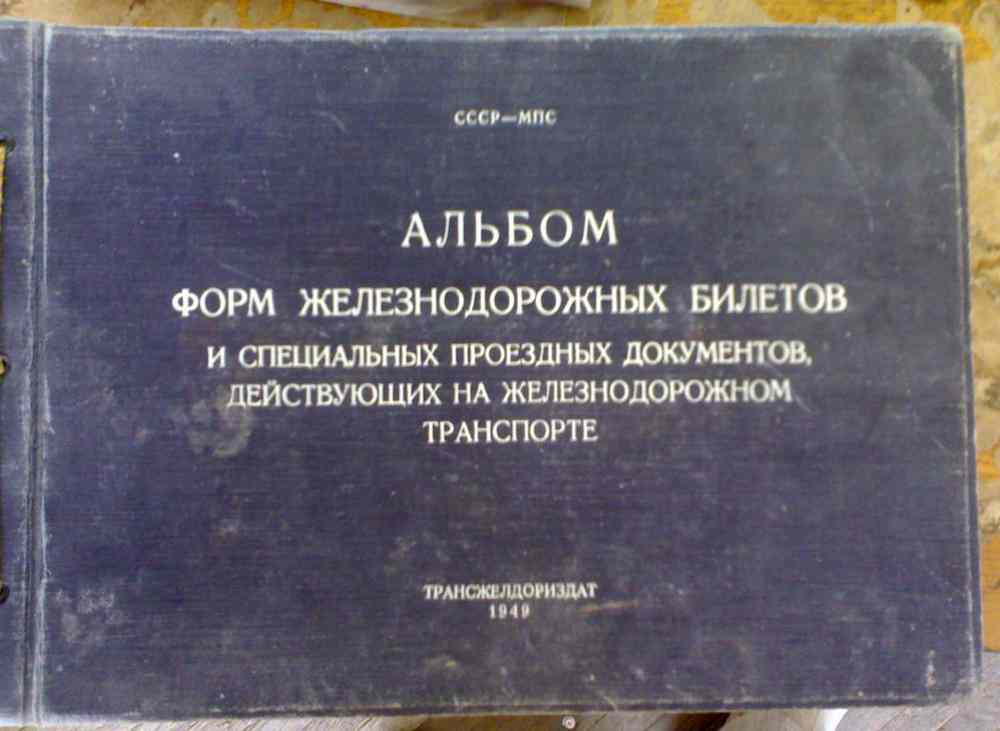 СССР—МПС
АЛЬБОМ
ФОРМ ЖЕЛЕЗНОДОРОЖНЫХ БИЛЕТОВ
И СПЕЦИАЛЬНЫХ ПРОЕЗДНЫХ ДОКУМЕНТОВ,
ДЕЙСТВУЮЩИХ НА ЖЕЛЕЗНОДОРОЖНОМ
ТРАНСПОРТЕ
ТРАНСЖЕЛДОРИЗДАТ
1949